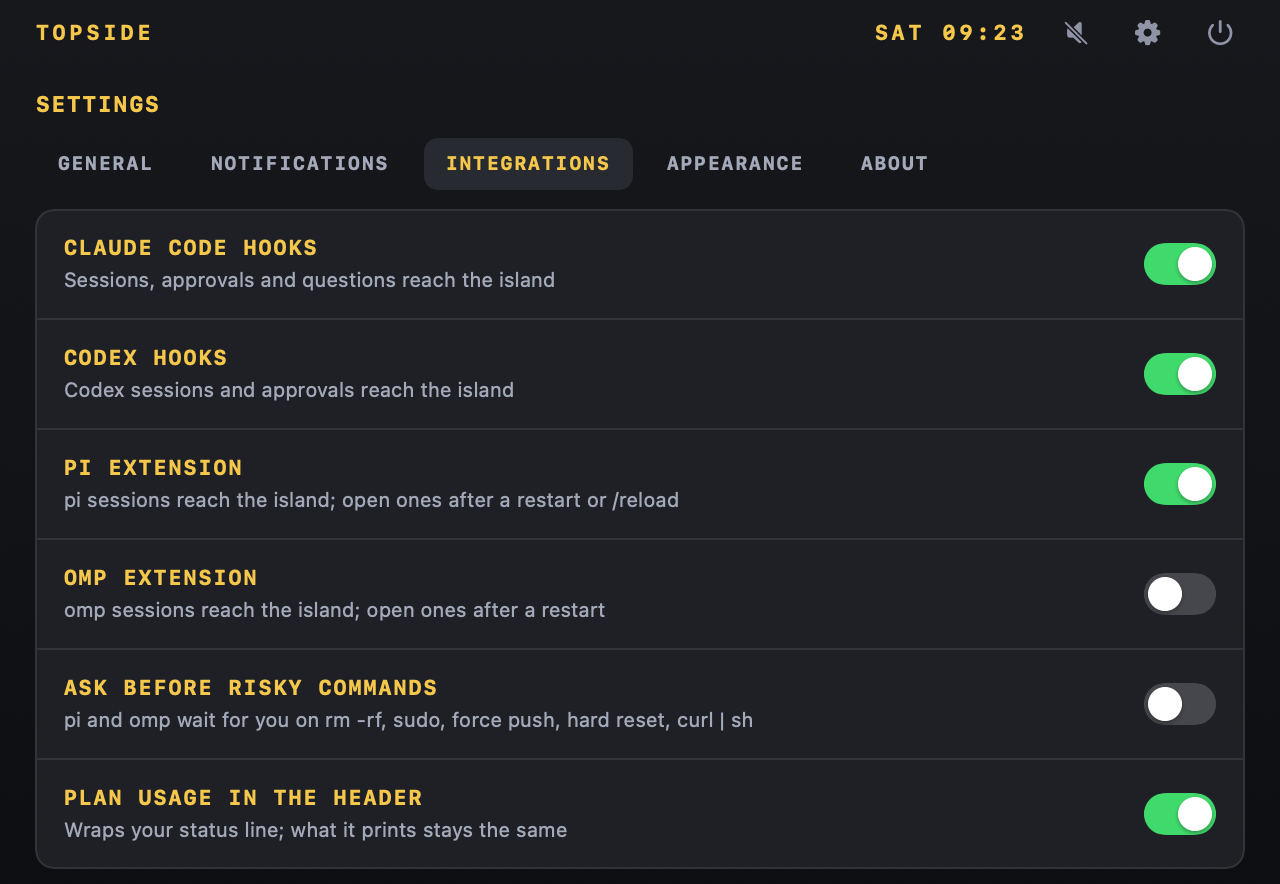 TOPSIDE
SAT 09:23
SETTINGS
GENERAL NOTIFICATIONS INTEGRATIONS APPEARANCE ABOUT
CLAUDE CODE HOOKS
Sessions, approvals and questions reach the island
CODEX HOOKS
Codex sessions and approvals reach the island
PI EXTENSION
pi sessions reach the island; open ones after a restart or /reload
OMP EXTENSION
omp sessions reach the island; open ones after a restart
ASK BEFORE RISKY COMMANDS
pi and omp wait for you on rm -rf, sudo, force push, hard reset, curl | sh
PLAN USAGE IN THE HEADER
Wraps your status line; what it prints stays the same